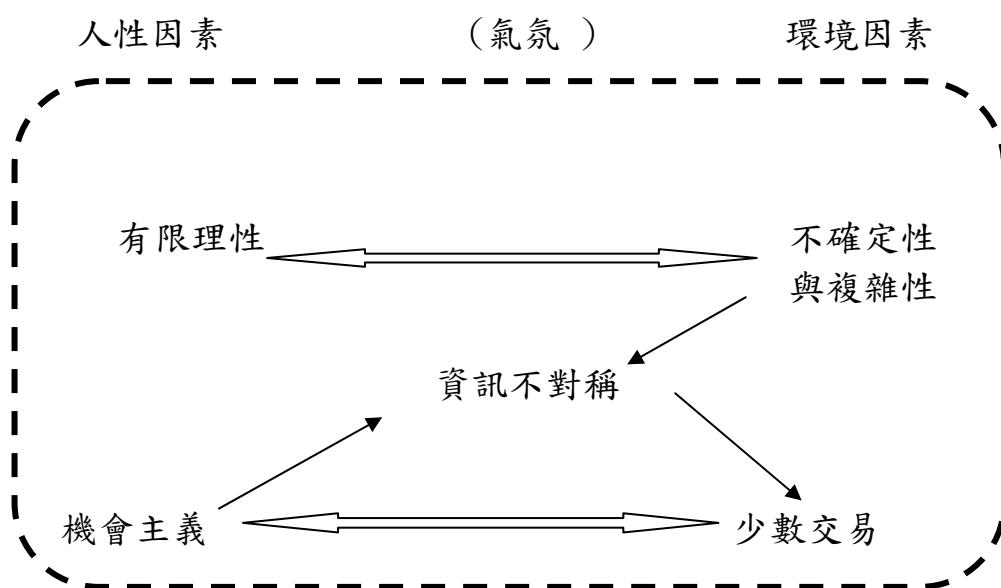 人性因素
（氣氛 ）
環境因素
有限理性
不確定性
與複雜性
資訊不對稱
機會主義
少數交易